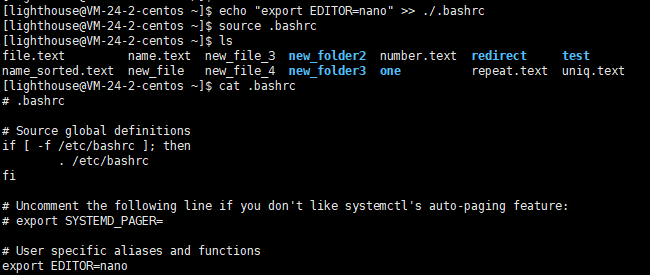 [lighthouse@VM-24-2-centos ~]$ echo "export EDITOR=nano" >> ./.bashrc
[lighthouse@VM-24-2-centos ~]$ source .bashrc
[lighthouse@VM-24-2-centos ~]$ ls
file.text name.text new_file_3 new_folder2 number.text redirect test
name_sorted.text new_file new_file_4 new_folder3 one repeat.text uniq.text
[lighthouse@VM-24-2-centos ~]$ cat .bashrc
# .bashrc
# Source global definitions
if [ -f /etc/bashrc ]; then
. /etc/bashrc
fi
# Uncomment the following line if you don't like systemctl's auto-paging feature:
# export SYSTEMD_PAGER=
# User specific aliases and functions
export EDITOR=nano